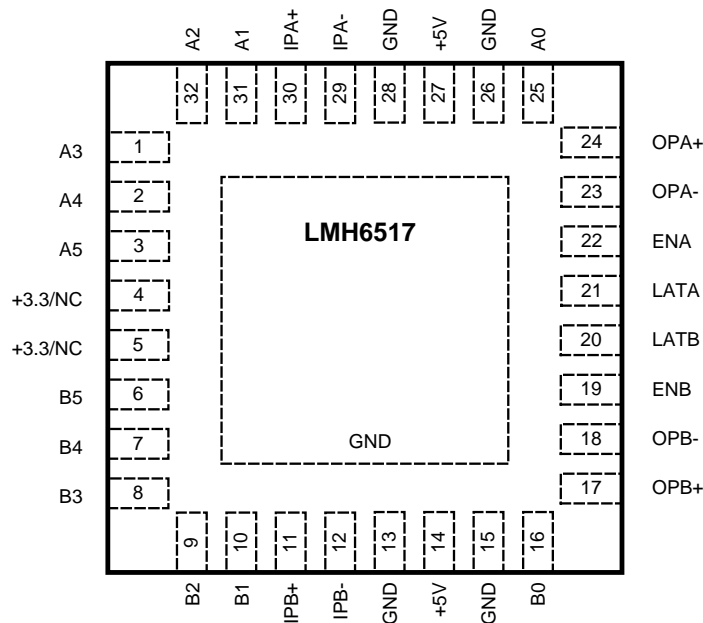 A2 A1 IPA+ IPA- GND +5V GND A0
32 31 30 29 28 27 26 25
A3 1 24 OPA+
A4 2 23 OPA-
A5 3 22 ENA
+3.3/NC 4 21 LATA
+3.3/NC 5 20 LATB
B5 6 19 ENB
B4 7 18 OPB-
B3 8 17 OPB+
LMH6517
GND
9 10 11 12 13 14 15 16
B2 B1 IPB+ IPB- GND +5V GND B0